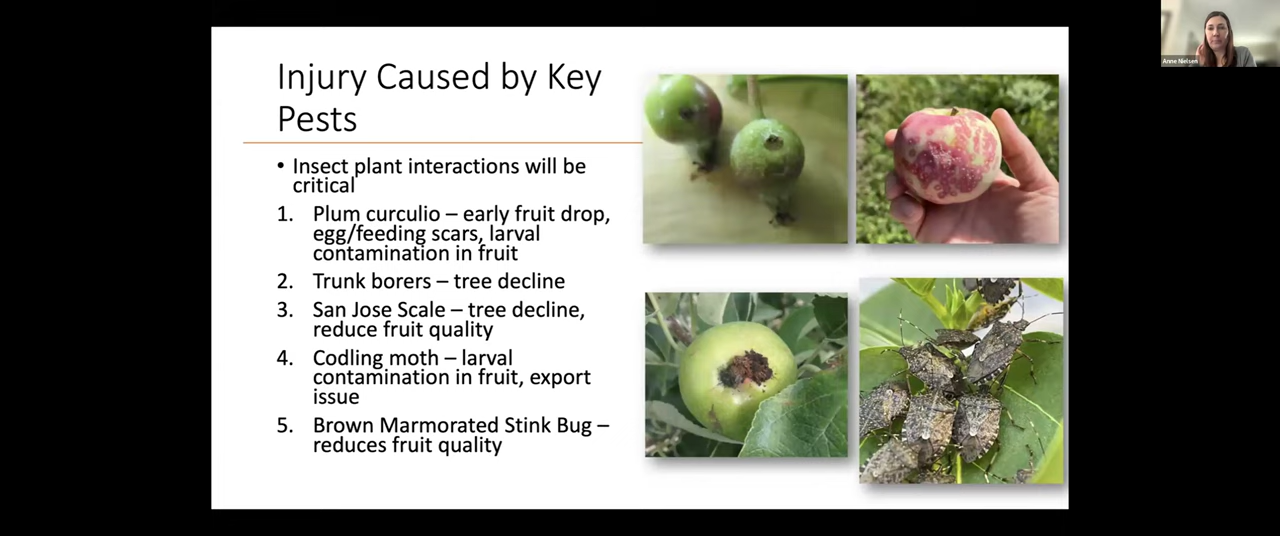 Injury Caused by Key
Pests
• Insect plant interactions will be
critical
1. Plum curculio – early fruit drop,
egg/feeding scars, larval
contamination in fruit
2. Trunk borers – tree decline
3. San Jose Scale – tree decline,
reduce fruit quality
4. Codling moth – larval
contamination in fruit, export
issue
5. Brown Marmorated Stink Bug –
reduces fruit quality
Anne Nielsen